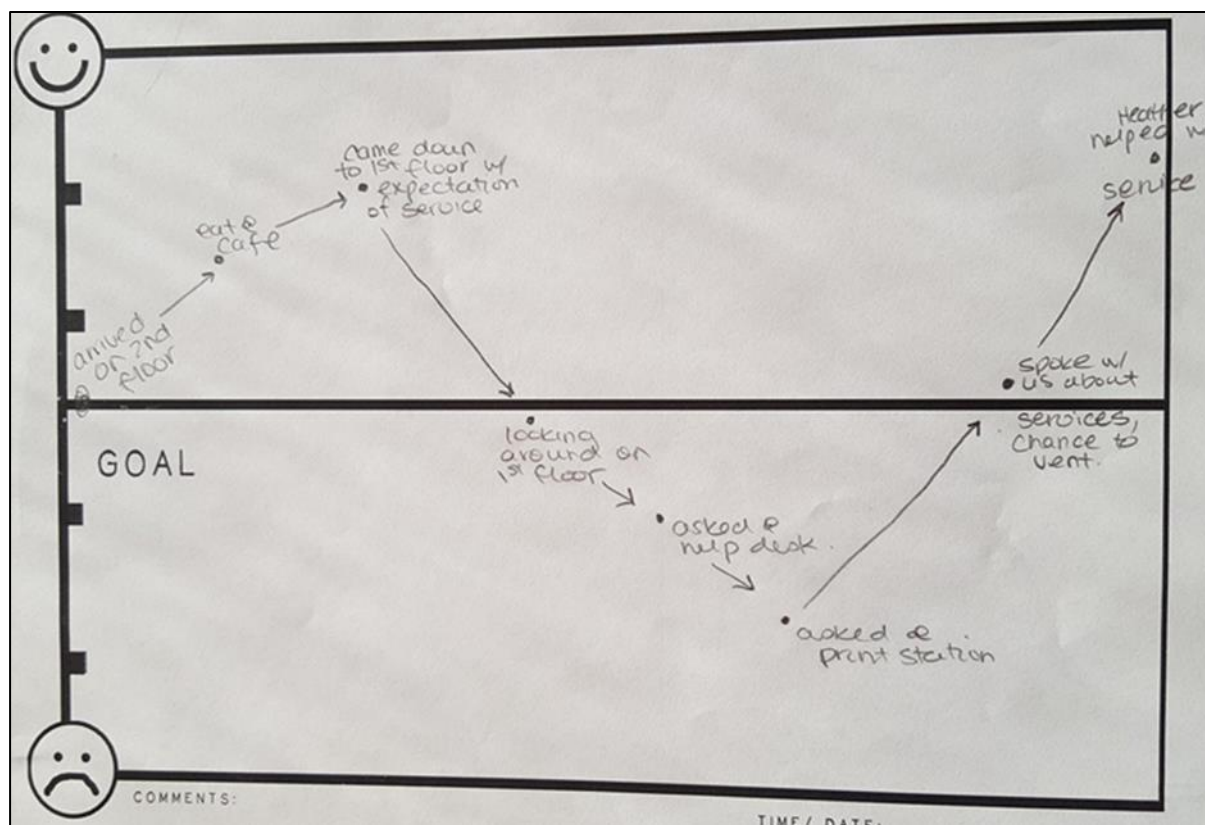 arrived
on 2nd
floor
eat @
cafe
came down
to 1st floor w/
expectation
of service
GOAL
looking
around on
1st floor
asked @
help desk.
asked @
print station
spoke w/
us about
services,
chance to
vent.
Heather
helped w
service
COMMENTS:
TIME/ DATE: